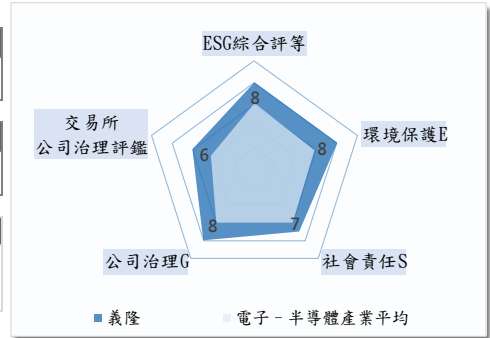 ESG綜合評等
8
交易所
公司治理評鑑
環境保護E
6
8
8
7
公司治理G
社會責任S
義隆
電子–半導體產業平均